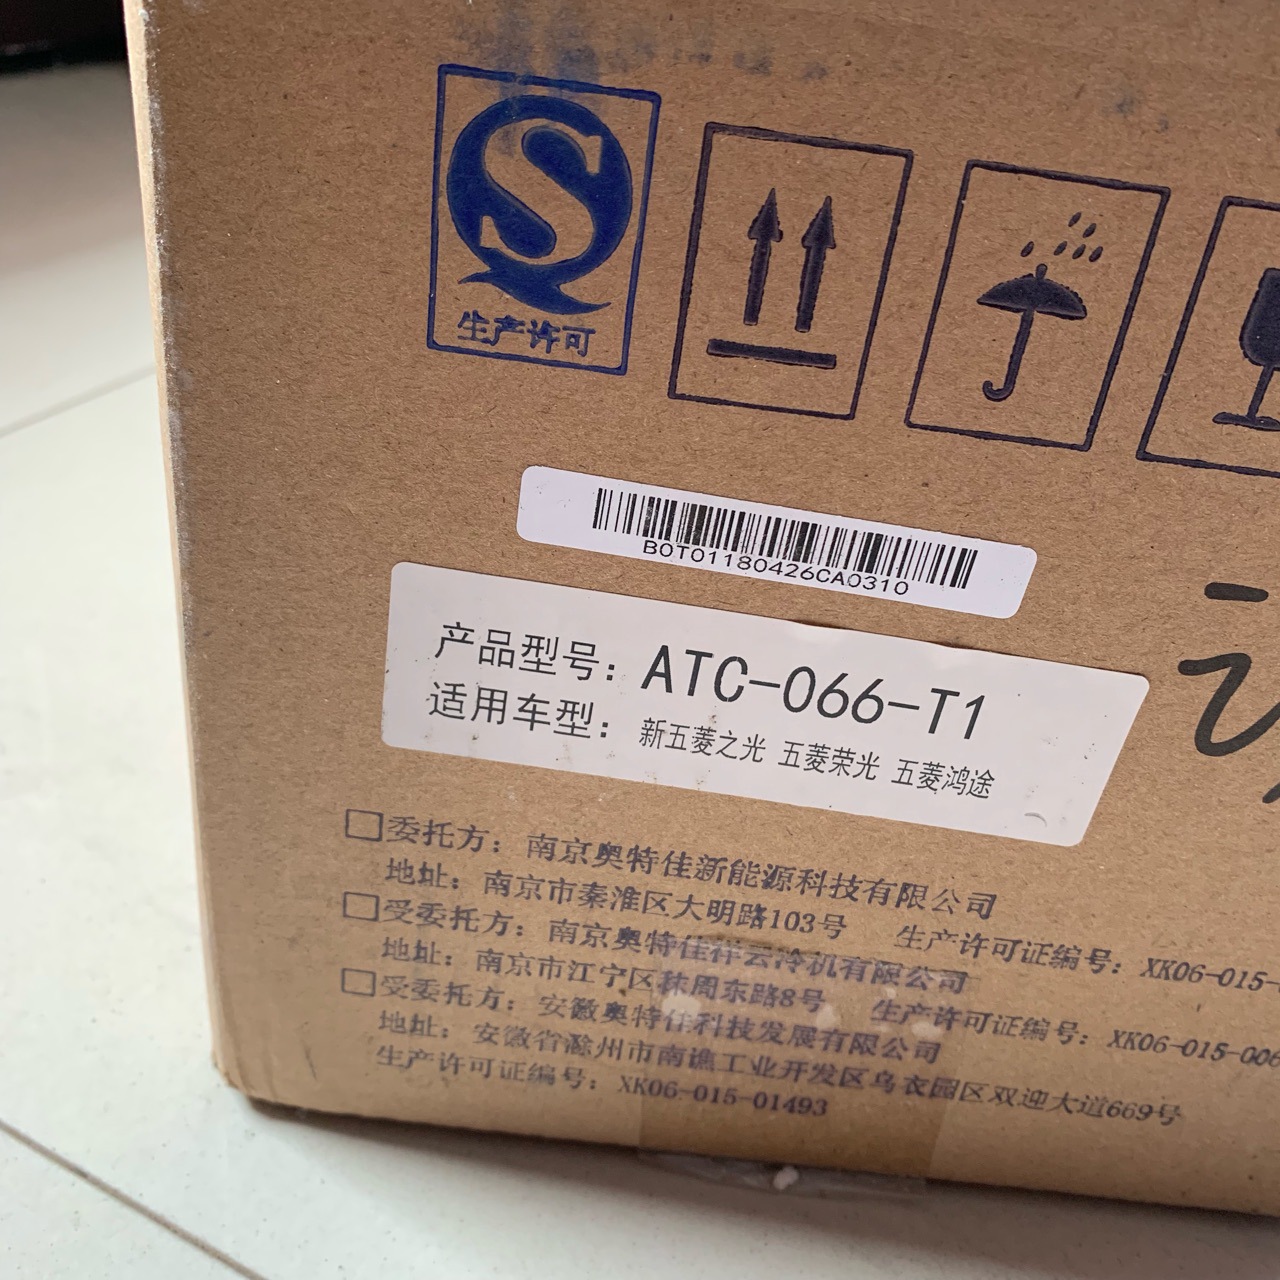 生产许可
B0T01180426CA0310
产品型号：ATC-066-T1
适用车型：新五菱之光 五菱荣光 五菱鸿途
□委托方：南京奥特佳新能源科技有限公司
地址：南京市秦淮区大明路103号 生产许可证编号：XK06-015-
□受委托方：南京奥特佳祥云冷机有限公司
地址：南京市江宁区秣周东路8号 生产许可证编号：XK06-015-006
□受委托方：安徽奥特佳科技发展有限公司
地址：安徽省滁州市南谯工业开发区乌衣园区双迎大道669号
生产许可证编号：XK06-015-01493